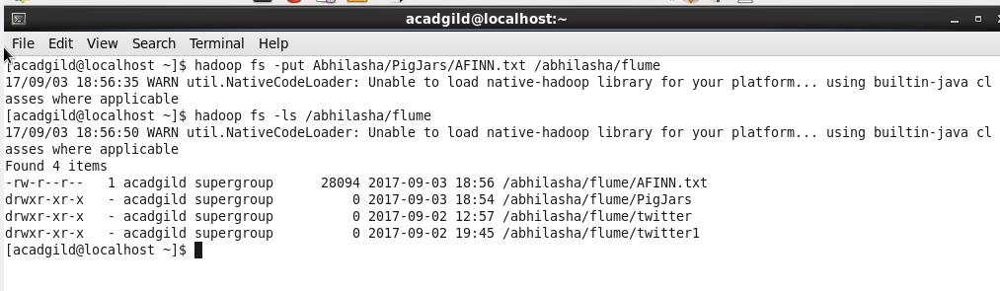 acadgild@localhost:~
File Edit View Search Terminal Help
[acadgild@localhost ~]$ hadoop fs -put Abhilasha/PigJars/AFINN.txt /abhilasha/flume
17/09/03 18:56:35 WARN util.NativeCodeLoader: Unable to load native-hadoop library for your platform... using builtin-java cl
asses where applicable
[acadgild@localhost ~]$ hadoop fs -ls /abhilasha/flume
17/09/03 18:56:50 WARN util.NativeCodeLoader: Unable to load native-hadoop library for your platform... using builtin-java cl
asses where applicable
Found 4 items
-rw-r--r--   1 acadgild supergroup      28094 2017-09-03 18:56 /abhilasha/flume/AFINN.txt
drwxr-xr-x   - acadgild supergroup          0 2017-09-03 18:54 /abhilasha/flume/PigJars
drwxr-xr-x   - acadgild supergroup          0 2017-09-02 12:57 /abhilasha/flume/twitter
drwxr-xr-x   - acadgild supergroup          0 2017-09-02 19:45 /abhilasha/flume/twitter1
[acadgild@localhost ~]$